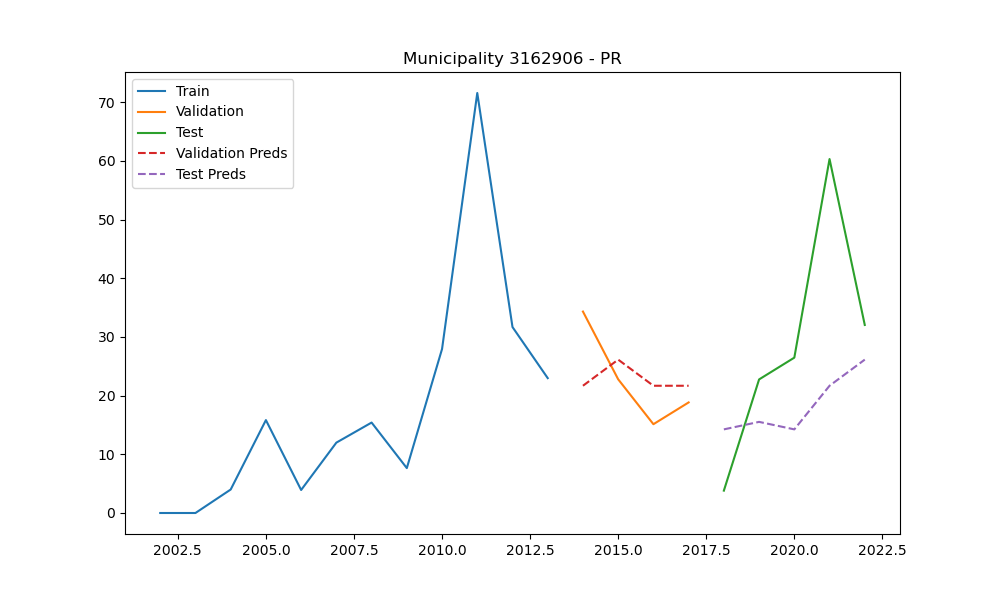 Municipality 3162906 - PR
Train
Validation
Test
Validation Preds
Test Preds
70
60
50
40
30
20
10
0
2002.5 2005.0 2007.5 2010.0 2012.5 2015.0 2017.5 2020.0 2022.5